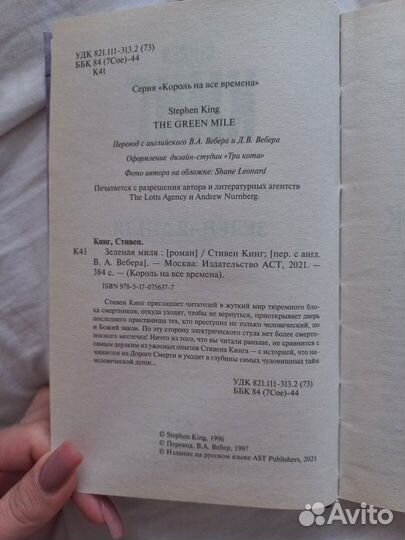 УДК 821.111-313.2 (73)
ББК 84 (7Сое)-44
К41
Серия «Король на все времена»
Stephen King
THE GREEN MILE
Перевод с английского В.А. Вебера и Д.В. Вебера
Оформление дизайн-студии «Три кота»
Фото автора на обложке: Shane Leonard
Печатается с разрешения автора и литературных агентств
The Lotts Agency и Andrew Nurnberg.
Кинг, Стивен.
К41 Зеленая миля : [роман] / Стивен Кинг; [пер. с англ.
В. А. Вебера]. — Москва: Издательство АСТ, 2021. —
384 с. — (Король на все времена).
ISBN 978-5-17-075637-7
Стивен Кинг приглашает читателей в жуткий мир тюремного бло-
ка смертников, откуда уходят, чтобы не вернуться, приоткрывает дверь
последнего пристанища тех, кто преступил не только человеческий, но
и Божий закон. По эту сторону электрического стула нет более смерто-
носного местечка! Ничто из того, что вы читали раньше, не сравнится с
самым дерзким из ужасных опытов Стивена Кинга — с историей, что на-
чинается на Дороге Смерти и уходит в глубины самых чудовищных тайн
человеческой души...
УДК 821.111-313.2 (73)
ББК 84 (7Сое)-44
© Stephen King, 1996
© Перевод. В.А. Вебер, 1997
© Издание на русском языке AST Publishers, 2021
Avito